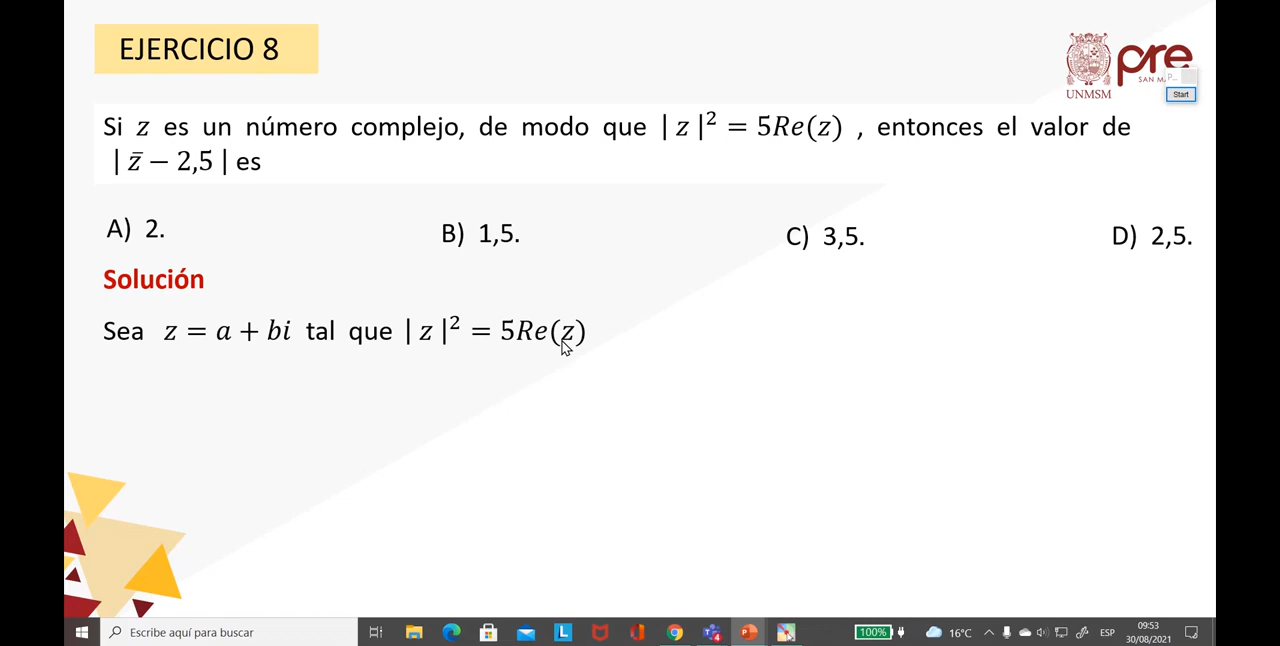 EJERCICIO 8
pre
SAN M
P...
UNMSM
Start
Si z es un número complejo, de modo que |z|² = 5Re(z) , entonces el valor de
|z̄ − 2,5| es
A) 2.
B) 1,5.
C) 3,5.
D) 2,5.
Solución
Sea z = a + bi tal que |z|² = 5Re(z)
Escribe aquí para buscar
100%
16°C
ESP
09:53
30/08/2021